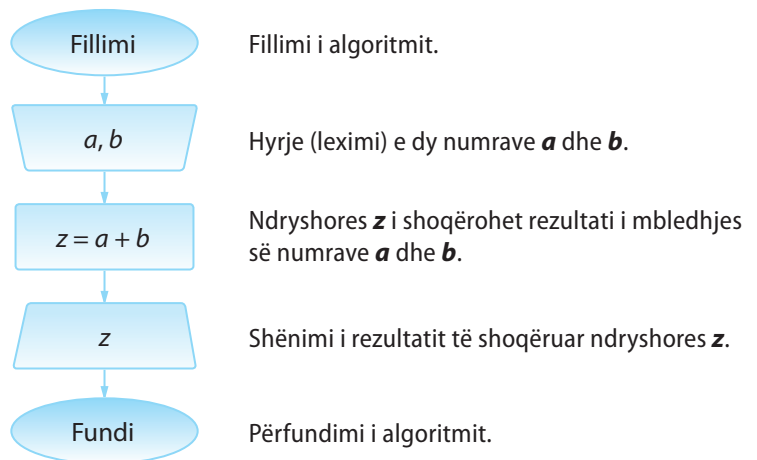 Fillimi
Fillimi i algoritmit.
a, b
Hyrje (leximi) e dy numrave a dhe b.
z = a + b
Ndryshores z i shoqërohet rezultati i mbledhjes
së numrave a dhe b.
z
Shënimi i rezultatit të shoqëruar ndryshores z.
Fundi
Përfundimi i algoritmit.